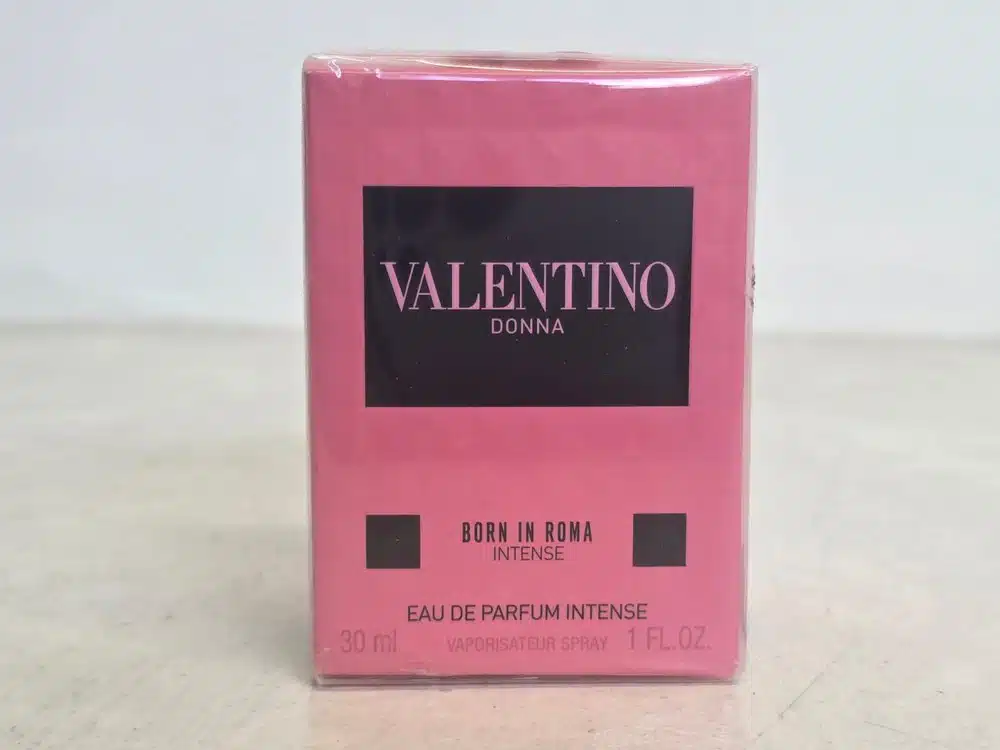 VALENTINO
DONNA
BORN IN ROMA
INTENSE
EAU DE PARFUM INTENSE
30 ml VAPORISATEUR SPRAY 1 FL.OZ.